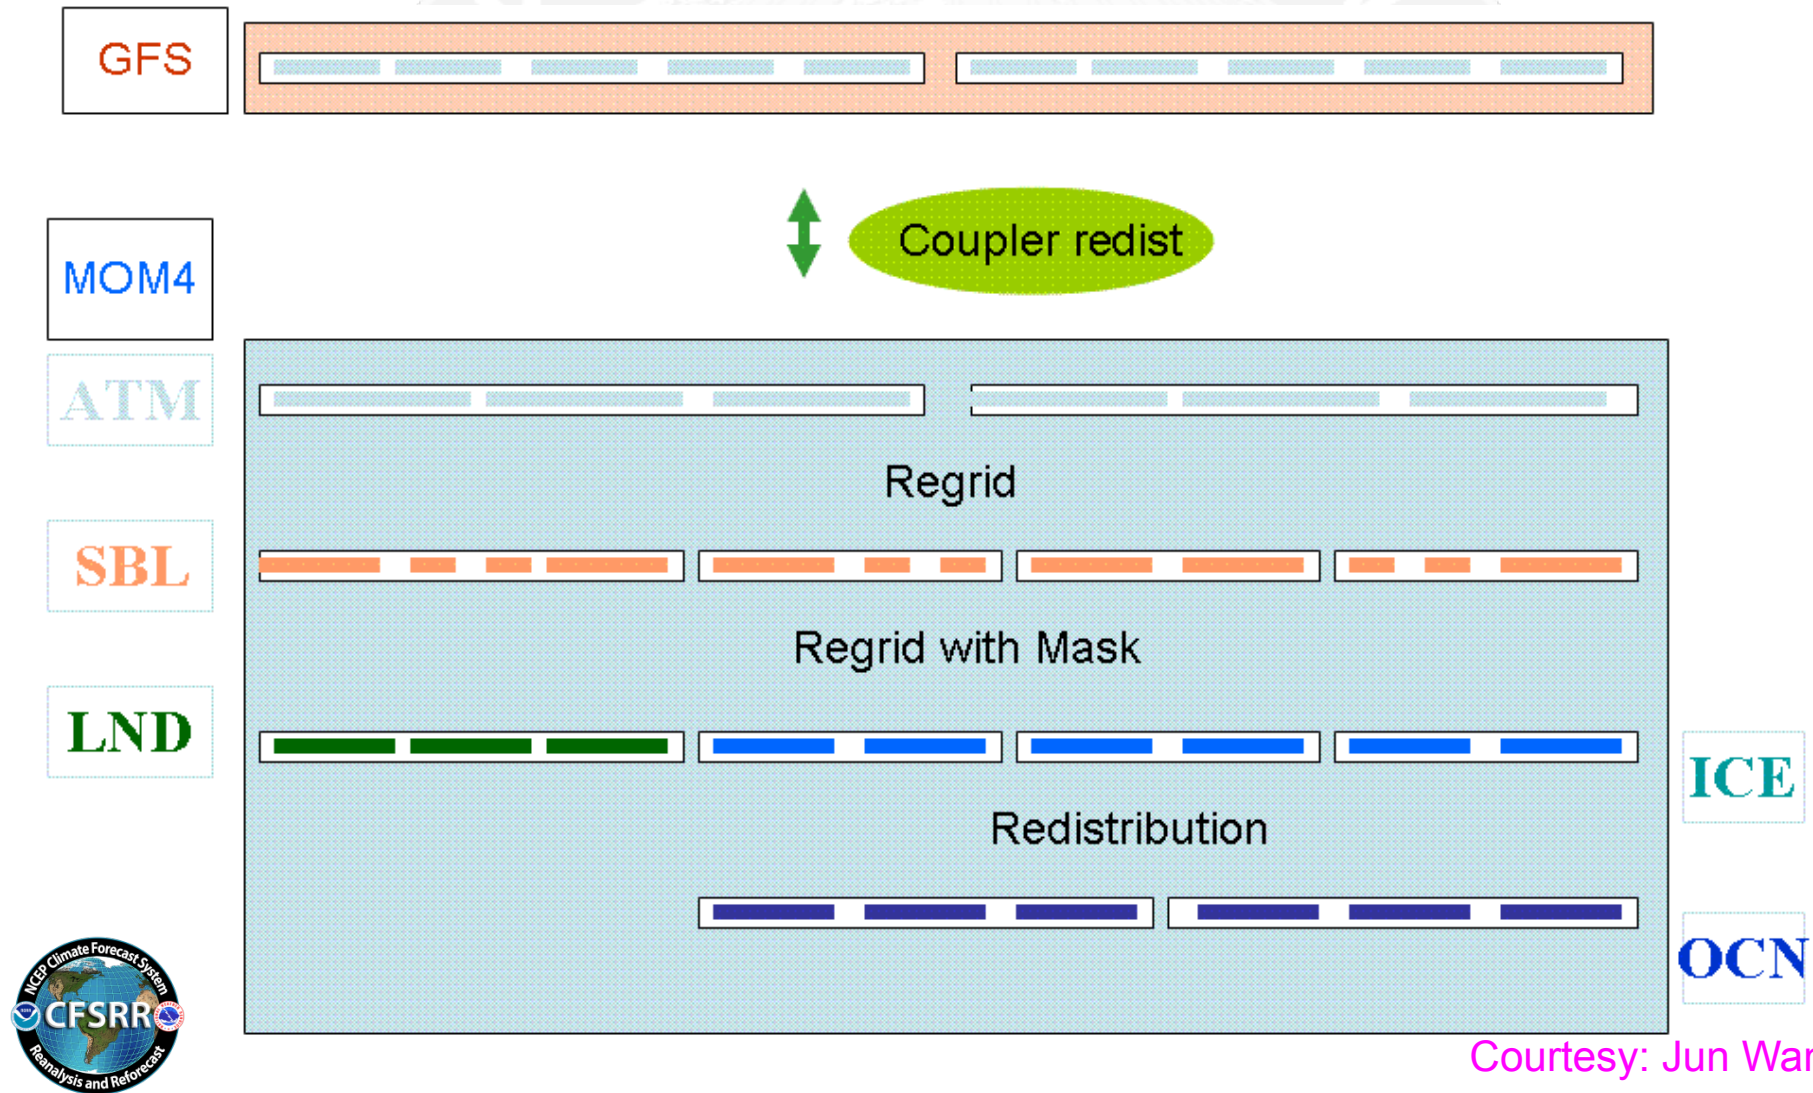 GFS
Coupler redist
MOM4
ATM
Regrid
SBL
Regrid with Mask
LND
ICE
Redistribution
OCN
NCEP Climate Forecast System
CFSRR
Reanalysis and Reforecast
Courtesy: Jun